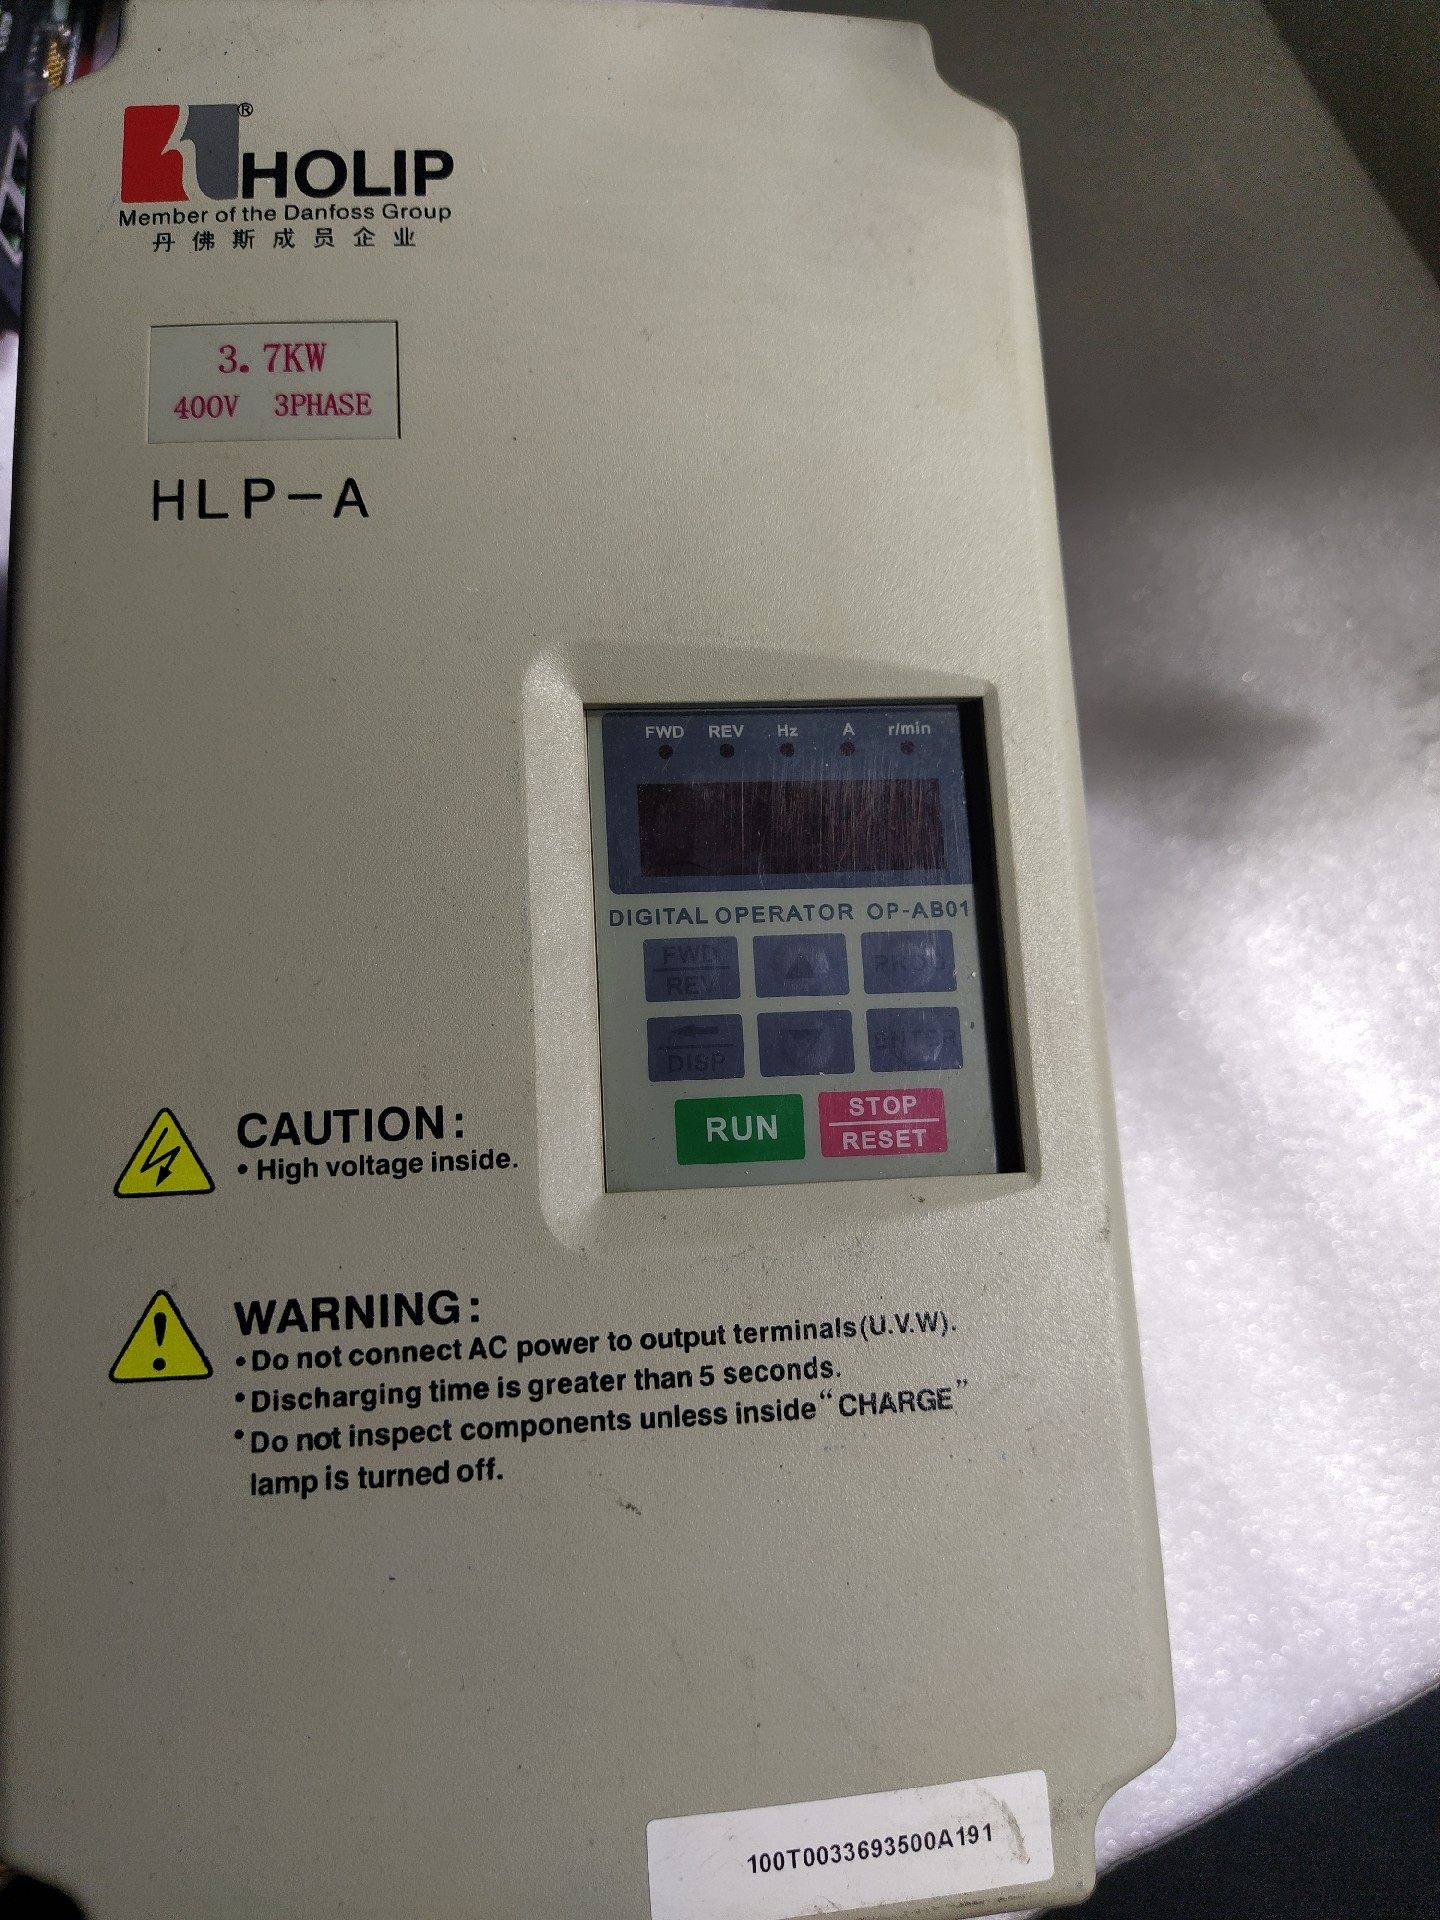 ®
HOLIP
Member of the Danfoss Group
丹佛斯成员企业
3.7KW
400V 3PHASE
HLP-A
FWD REV Hz A r/min
DIGITAL OPERATOR OP-AB01
FWD
REV
PROG
DISP
ENTER
RUN
STOP
RESET
CAUTION:
• High voltage inside.
WARNING:
• Do not connect AC power to output terminals(U.V.W).
• Discharging time is greater than 5 seconds.
• Do not inspect components unless inside “CHARGE”
lamp is turned off.
100T0033693500A191